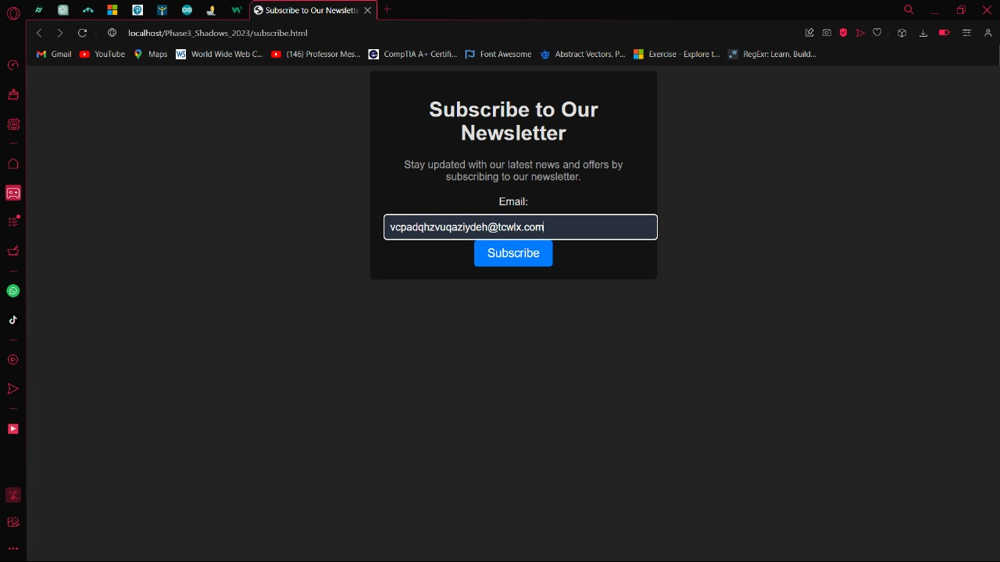 Subscribe to Our Newslette
localhost/Phase3_Shadows_2023/subscribe.html
Gmail YouTube Maps World Wide Web C... (146) Professor Mes... CompTIA A+ Certifi... Font Awesome Abstract Vectors, P... Exercise - Explore t... RegExr: Learn, Build...
Subscribe to Our
Newsletter
Stay updated with our latest news and offers by
subscribing to our newsletter.
Email:
vcpadqhzvuqaziydeh@tcwlx.com
Subscribe